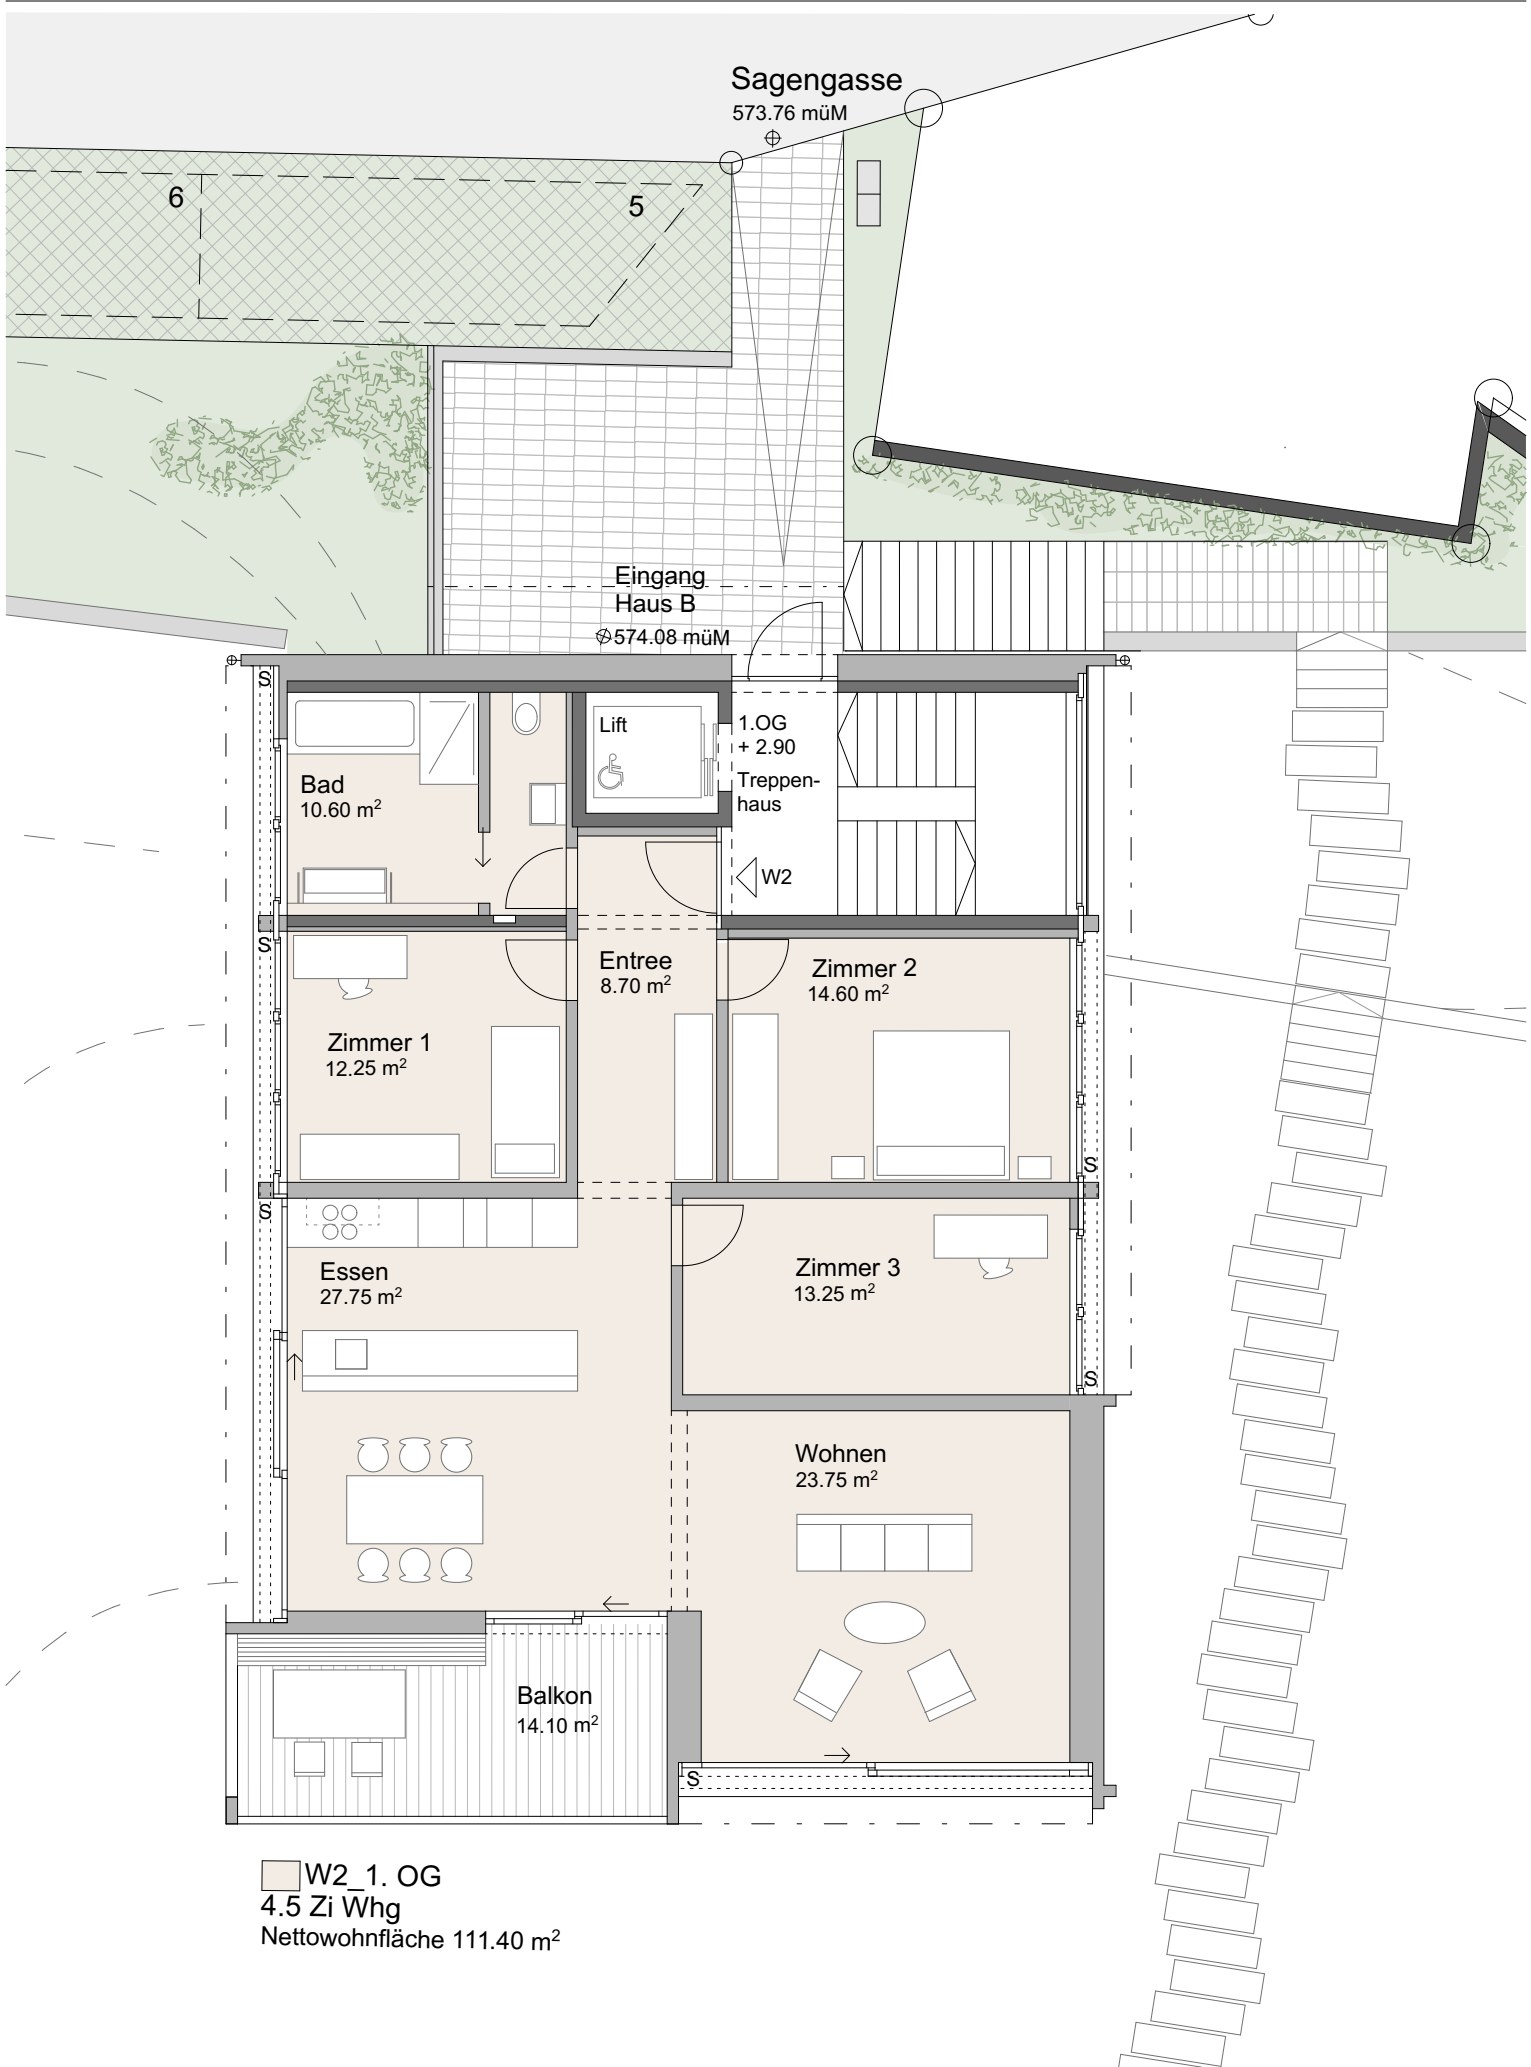 Sagengasse
573.76 müM
6
5
Eingang
Haus B
574.08 müM
S
Lift
1.OG
+ 2.90
Treppen-
haus
Bad
10.60 m²
W2
S
Entree
8.70 m²
Zimmer 2
14.60 m²
Zimmer 1
12.25 m²
S
S
Essen
27.75 m²
Zimmer 3
13.25 m²
S
Wohnen
23.75 m²
Balkon
14.10 m²
S
W2_1. OG
4.5 Zi Whg
Nettowohnfläche 111.40 m²